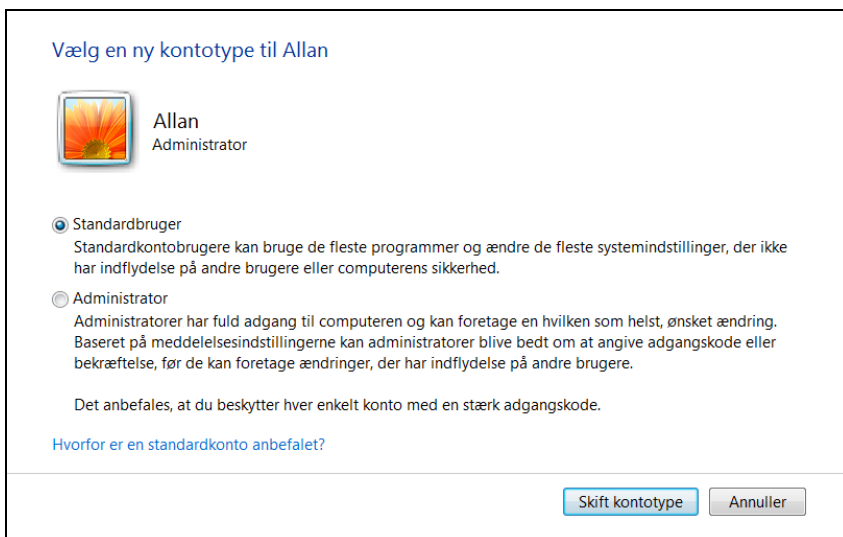 Vælg en ny kontotype til Allan
Allan
Administrator
Standardbruger
Standardkontobrugere kan bruge de fleste programmer og ændre de fleste systemindstillinger, der ikke
har indflydelse på andre brugere eller computerens sikkerhed.
Administrator
Administratorer har fuld adgang til computeren og kan foretage en hvilken som helst, ønsket ændring.
Baseret på meddelelsesindstillingerne kan administratorer blive bedt om at angive adgangskode eller
bekræftelse, før de kan foretage ændringer, der har indflydelse på andre brugere.
Det anbefales, at du beskytter hver enkelt konto med en stærk adgangskode.
Hvorfor er en standardkonto anbefalet?
Skift kontotype
Annuller